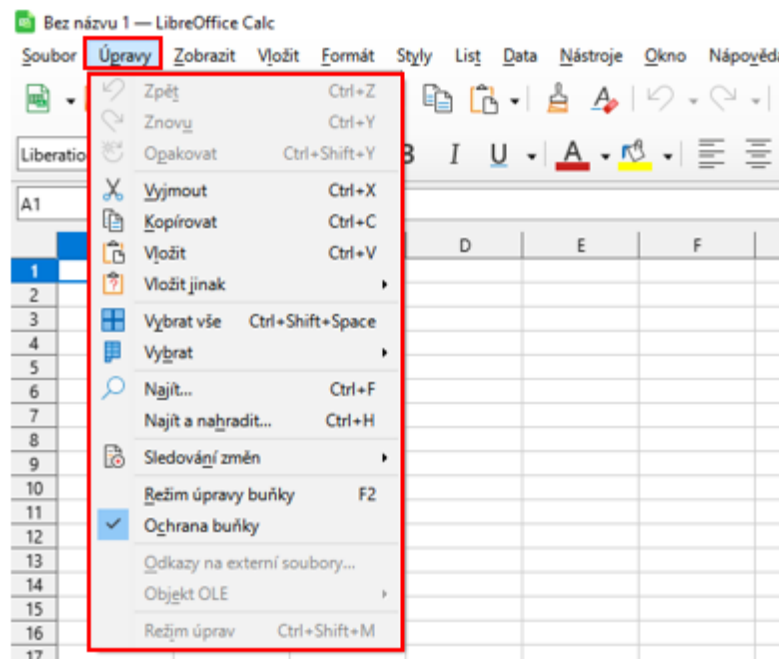 Bez názvu 1 — LibreOffice Calc
Soubor Úpravy Zobrazit Vložit Formát Styly List Data Nástroje Okno Nápověd
Zpět Ctrl+Z
Znovu Ctrl+Y
Opakovat Ctrl+Shift+Y
Liberatio B I U A
Vyjmout Ctrl+X
A1
Kopírovat Ctrl+C
Vložit Ctrl+V
D E F
Vložit jinak
1
2
Vybrat vše Ctrl+Shift+Space
3
Vybrat
4
5
Najít... Ctrl+F
6
Najít a nahradit... Ctrl+H
7
8
Sledování změn
9
Režim úpravy buňky F2
10
11
Ochrana buňky
12
Odkazy na externí soubory...
13
Objekt OLE
14
15
Režim úprav Ctrl+Shift+M
16
17